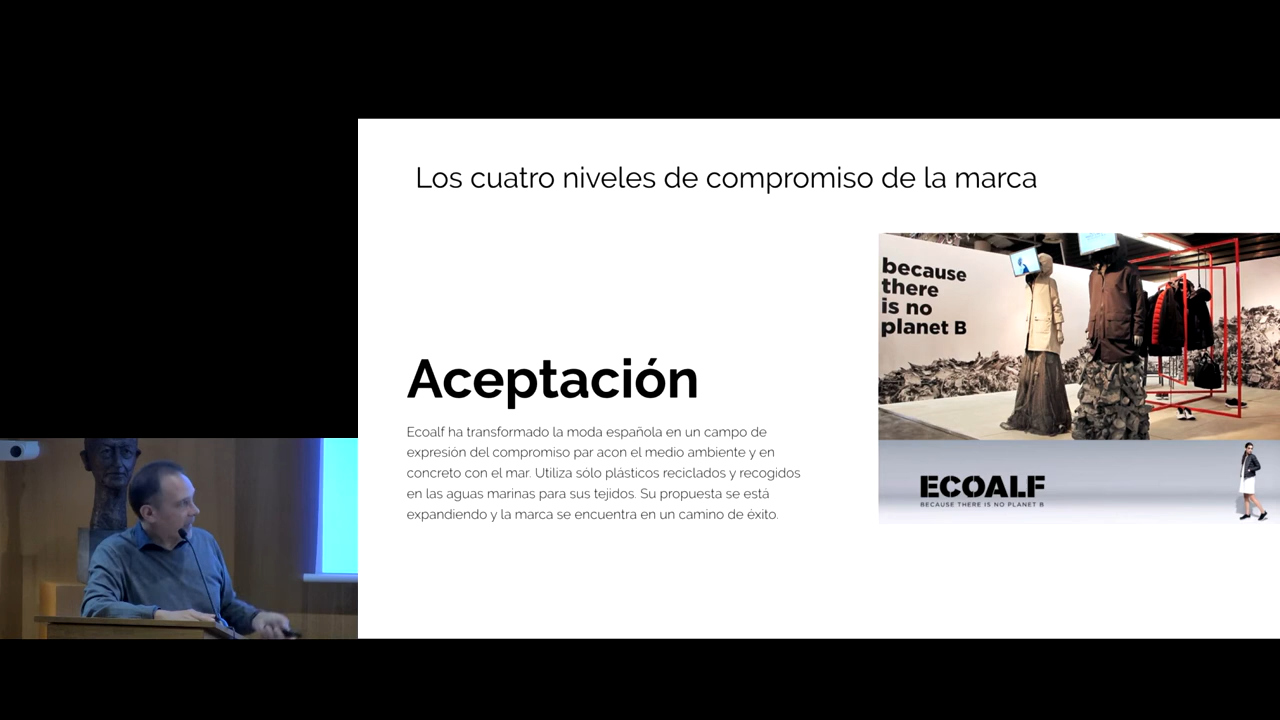 Los cuatro niveles de compromiso de la marca
Aceptación
Ecoalf ha transformado la moda española en un campo de
expresión del compromiso par acon el medio ambiente y en
concreto con el mar. Utiliza sólo plásticos reciclados y recogidos
en las aguas marinas para sus tejidos. Su propuesta se está
expandiendo y la marca se encuentra en un camino de éxito.
because
there
is no
planet B
ECOALF
BECAUSE THERE IS NO PLANET B